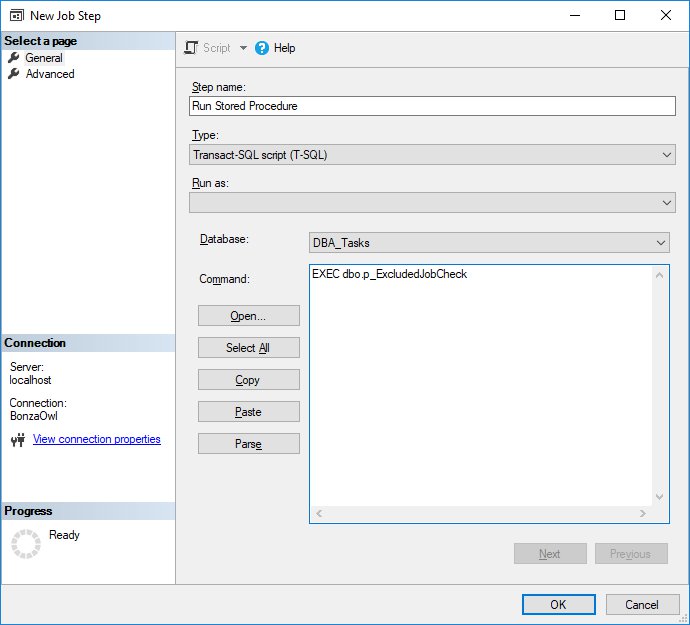 New Job Step
Select a page
General
Advanced
Script
Help
Step name:
Run Stored Procedure
Type:
Transact-SQL script (T-SQL)
Run as:
Database:
DBA_Tasks
Command:
EXEC dbo.p_ExcludedJobCheck
Open...
Select All
Copy
Paste
Parse
Connection
Server:
localhost
Connection:
BonzaOwl
View connection properties
Progress
Ready
Next
Previous
OK
Cancel